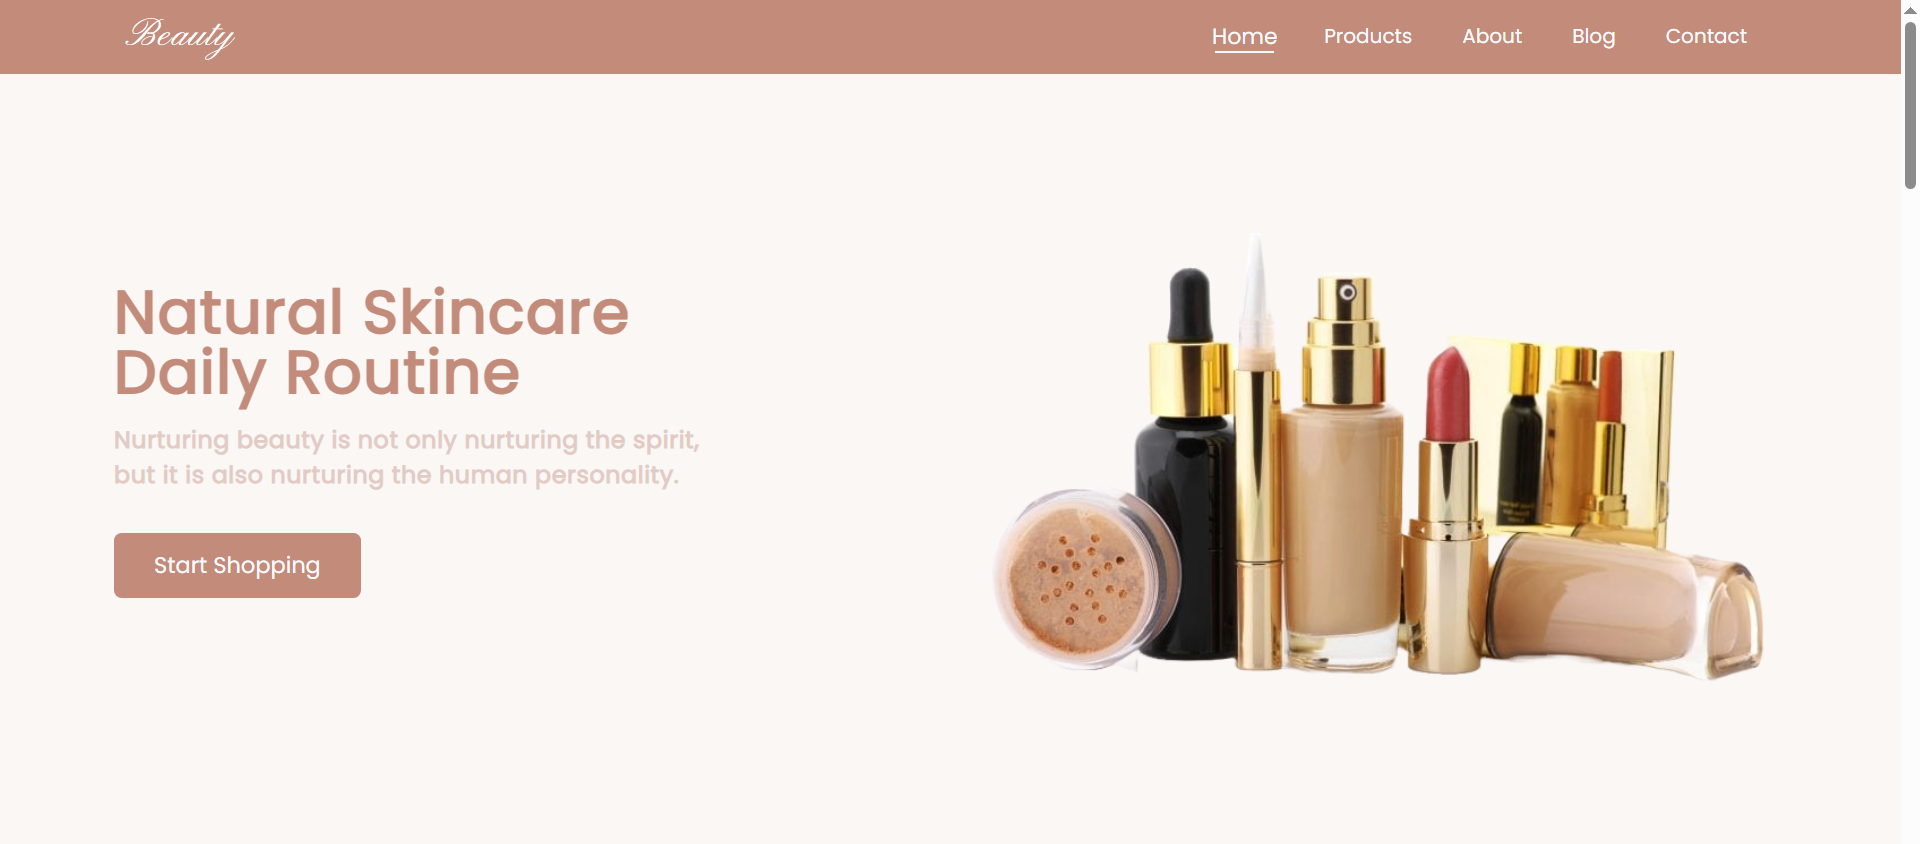 Beauty
Home Products About Blog Contact
Natural Skincare
Daily Routine
Nurturing beauty is not only nurturing the spirit,
but it is also nurturing the human personality.
Start Shopping